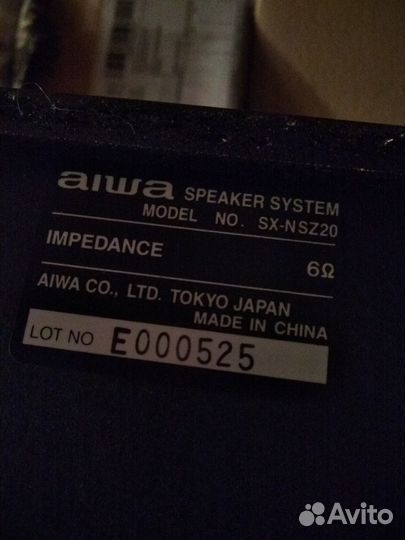 aiwa SPEAKER SYSTEM
MODEL NO. SX-NSZ20
IMPEDANCE 6Ω
AIWA CO., LTD. TOKYO JAPAN
MADE IN CHINA
LOT NO E000525
Avito